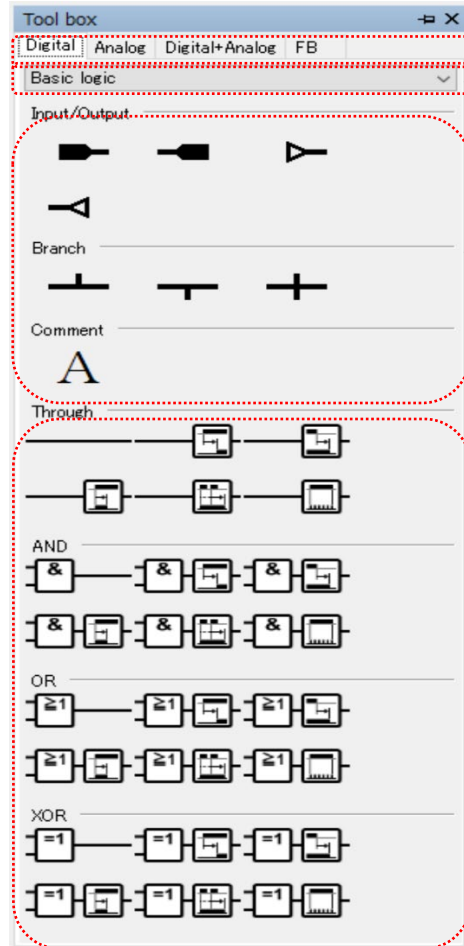 Tool box
Digital Analog Digital+Analog FB
Basic logic
Input/Output
Branch
Comment
A
Through
AND
& & &
& & &
OR
≧1 ≧1 ≧1
≧1 ≧1 ≧1
XOR
=1 =1 =1
=1 =1 =1